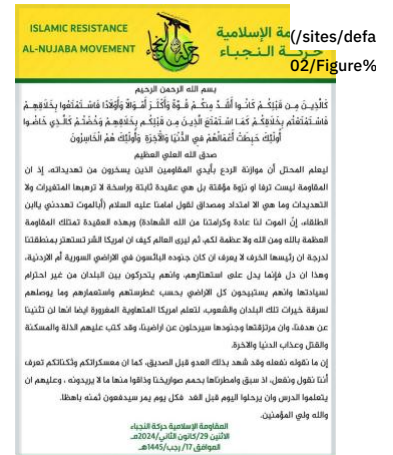 ISLAMIC RESISTANCE
AL-NUJABA MOVEMENT
مة الإسلامية
حركة النجباء
(/sites/defa
02/Figure%
بسم الله الرحمن الرحيم
كَالَّذِينَ مِن قَبْلِكُمْ كَانُوا أَشَدَّ مِنكُمْ قُوَّةً وَأَكْثَرَ أَمْوَالًا وَأَوْلَادًا فَاسْتَمْتَعُوا بِخَلَاقِهِمْ
فَاسْتَمْتَعْتُم بِخَلَاقِكُمْ كَمَا اسْتَمْتَعَ الَّذِينَ مِن قَبْلِكُم بِخَلَاقِهِمْ وَخُضْتُمْ كَالَّذِي خَاضُوا
أُولَئِكَ حَبِطَتْ أَعْمَالُهُمْ فِي الدُّنْيَا وَالْآخِرَةِ وَأُولَئِكَ هُمُ الْخَاسِرُونَ
صدق الله العلي العظيم
ليعلم المحتل أن موازنة الردع بأيدي المقاومين الذين يسخرون من تهديداته، إذ ان
المقاومة ليست ترفا او نزوة مؤقتة بل هي عقيدة ثابتة وراسخة لا ترهبها المتغيرات ولا
التهديدات وما هي الا امتداد ومصداق لقول امامنا عليه السلام (أبالموت تهددني ياابن
الطلقاء، إنّ الموت لنا عادة وكرامتنا من الله الشهادة) وبهذه العقيدة تمتلك المقاومة
العظمة بالله ومن الله ولا عظمة لكم، ثم ليرى العالم كيف ان امريكا الشر تستهتر بمنطقتنا
لدرجة ان رئيسها الخرف لا يعرف ان كان جنوده البائسون في الاراضي السورية أم الاردنية،
وهذا ان دل فإنما يدل على استهتارهم، وانهم يتحركون بين البلدان من غير احترام
لسيادتها وانهم يستبيحون كل الاراضي بحسب غطرستهم واستعمارهم وما يوصلهم
لسرقة خيرات تلك البلدان والشعوب، لتعلم امريكا المتهاوية المغرورة ايضا انها لن تثنينا
عن هدفنا، وان مرتزقتها وجنودها سيرحلون عن اراضينا، وقد كتب عليهم الذلة والمسكنة
والقتل وعذاب الدنيا والاخرة.
إن ما نقوله نفعله وقد شهد بذلك العدو قبل الصديق، كما ان معسكراتكم وثكناتكم تعرف
أننا نقول ونفعل، اذ سبق وامطرناها بحمم صواريخنا وذاقوا منها ما لا يريدونه ، وعليهم ان
يتعلموا الدرس وان يرحلوا اليوم قبل الغد فكل يوم يمر سيدفعون ثمنه باهظا.
والله ولي المؤمنين.
المقاومة الإسلامية حركة النجباء
الاثنين 29/كانون الثاني/2024مـ
الموافق 17/ رجب/1445هـ